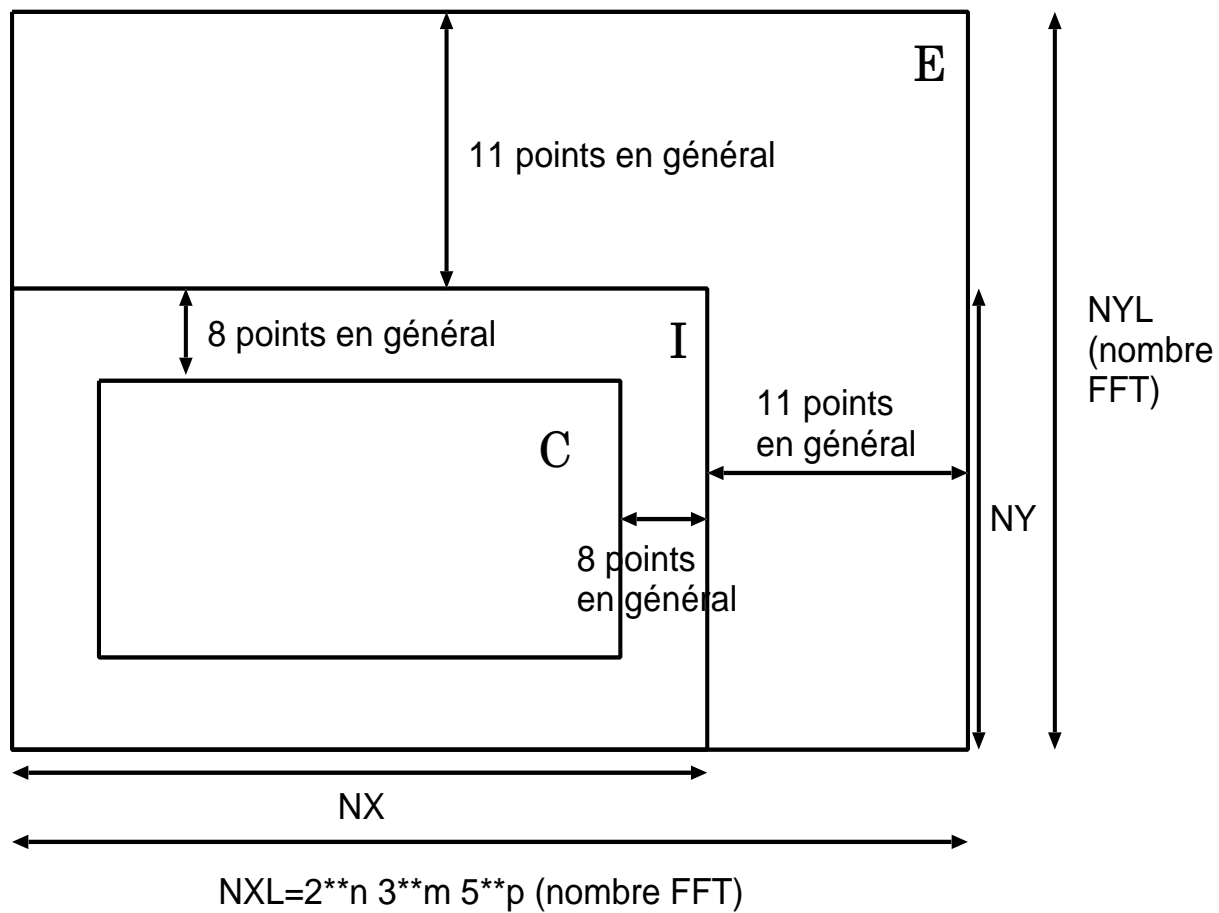 E
11 points en général
8 points en général
I
NYL
(nombre
FFT)
11 points
en général
C
NY
8 points
en général
NX
NXL=2**n 3**m 5**p (nombre FFT)